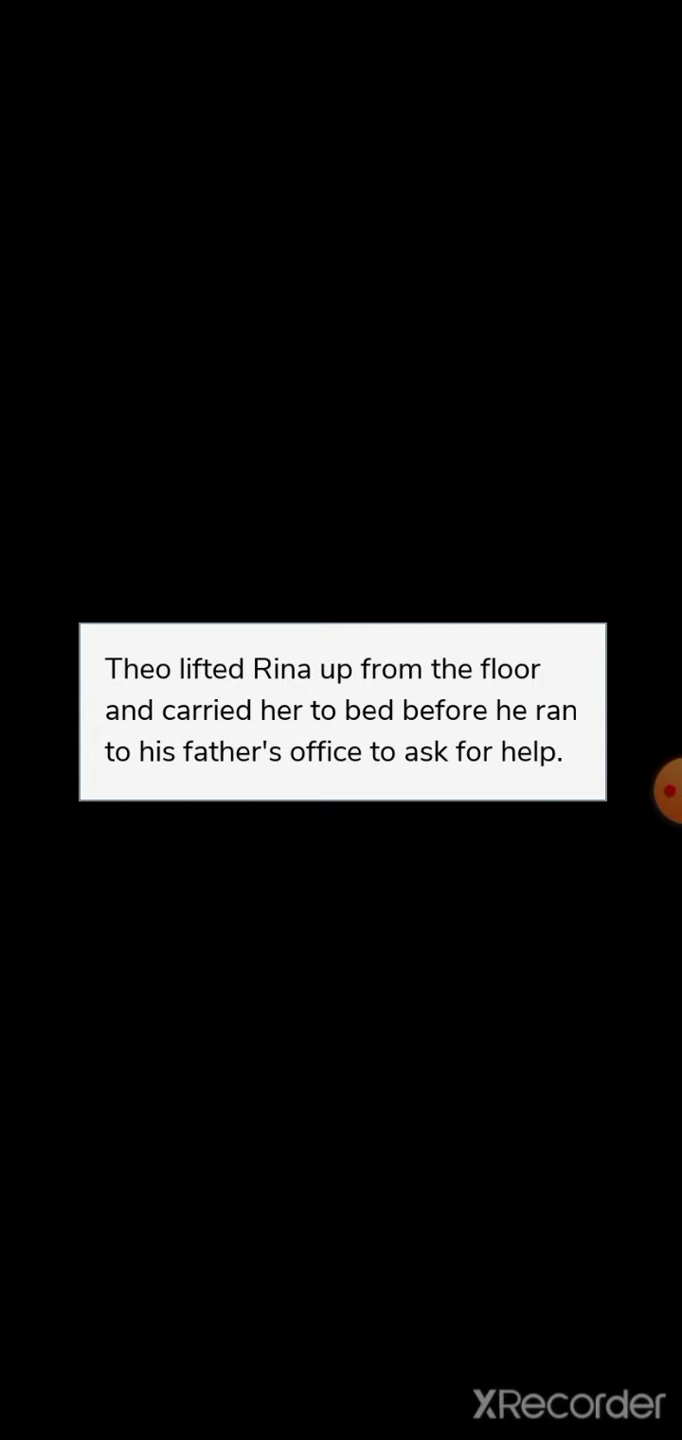 Theo lifted Rina up from the floor
and carried her to bed before he ran
to his father's office to ask for help.
XRecorder